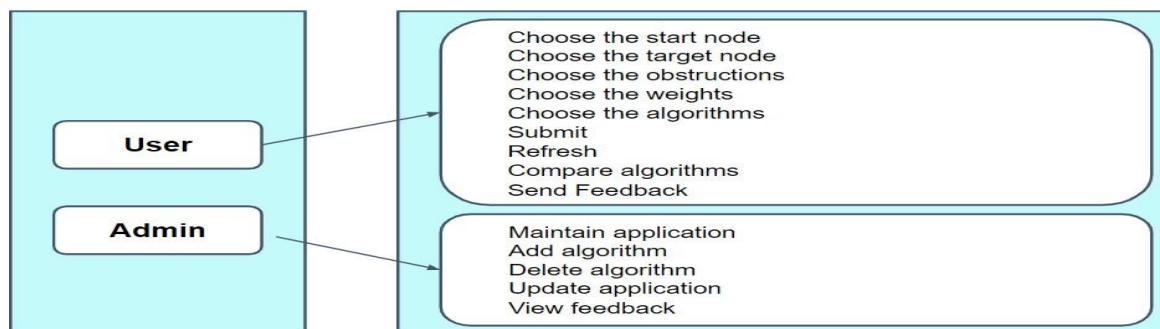 User
Admin
Choose the start node
Choose the target node
Choose the obstructions
Choose the weights
Choose the algorithms
Submit
Refresh
Compare algorithms
Send Feedback
Maintain application
Add algorithm
Delete algorithm
Update application
View feedback